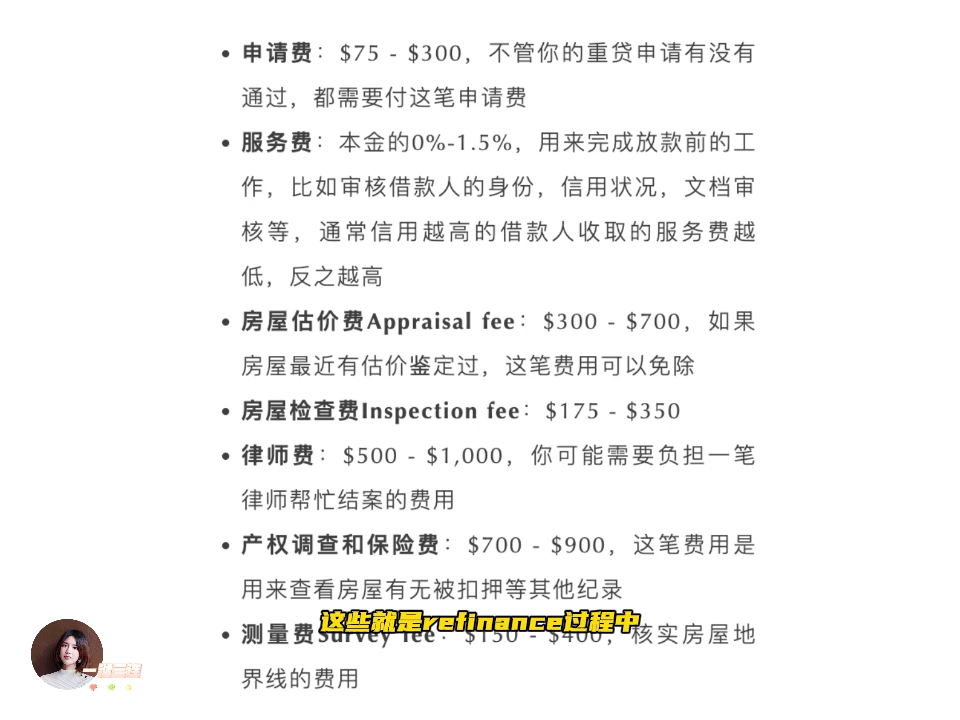 • 申请费：$75 - $300，不管你的重贷申请有没有
通过，都需要付这笔申请费
• 服务费：本金的0%-1.5%，用来完成放款前的工
作，比如审核借款人的身份，信用状况，文档审
核等，通常信用越高的借款人收取的服务费越
低，反之越高
• 房屋估价费Appraisal fee：$300 - $700，如果
房屋最近有估价鉴定过，这笔费用可以免除
• 房屋检查费Inspection fee：$175 - $350
• 律师费：$500 - $1,000，你可能需要负担一笔
律师帮忙结案的费用
• 产权调查和保险费：$700 - $900，这笔费用是
用来查看房屋有无被扣押等其他纪录
这些就是refinance过程中
• 测量费Survey fee：$150 - $400，核实房屋地
界线的费用